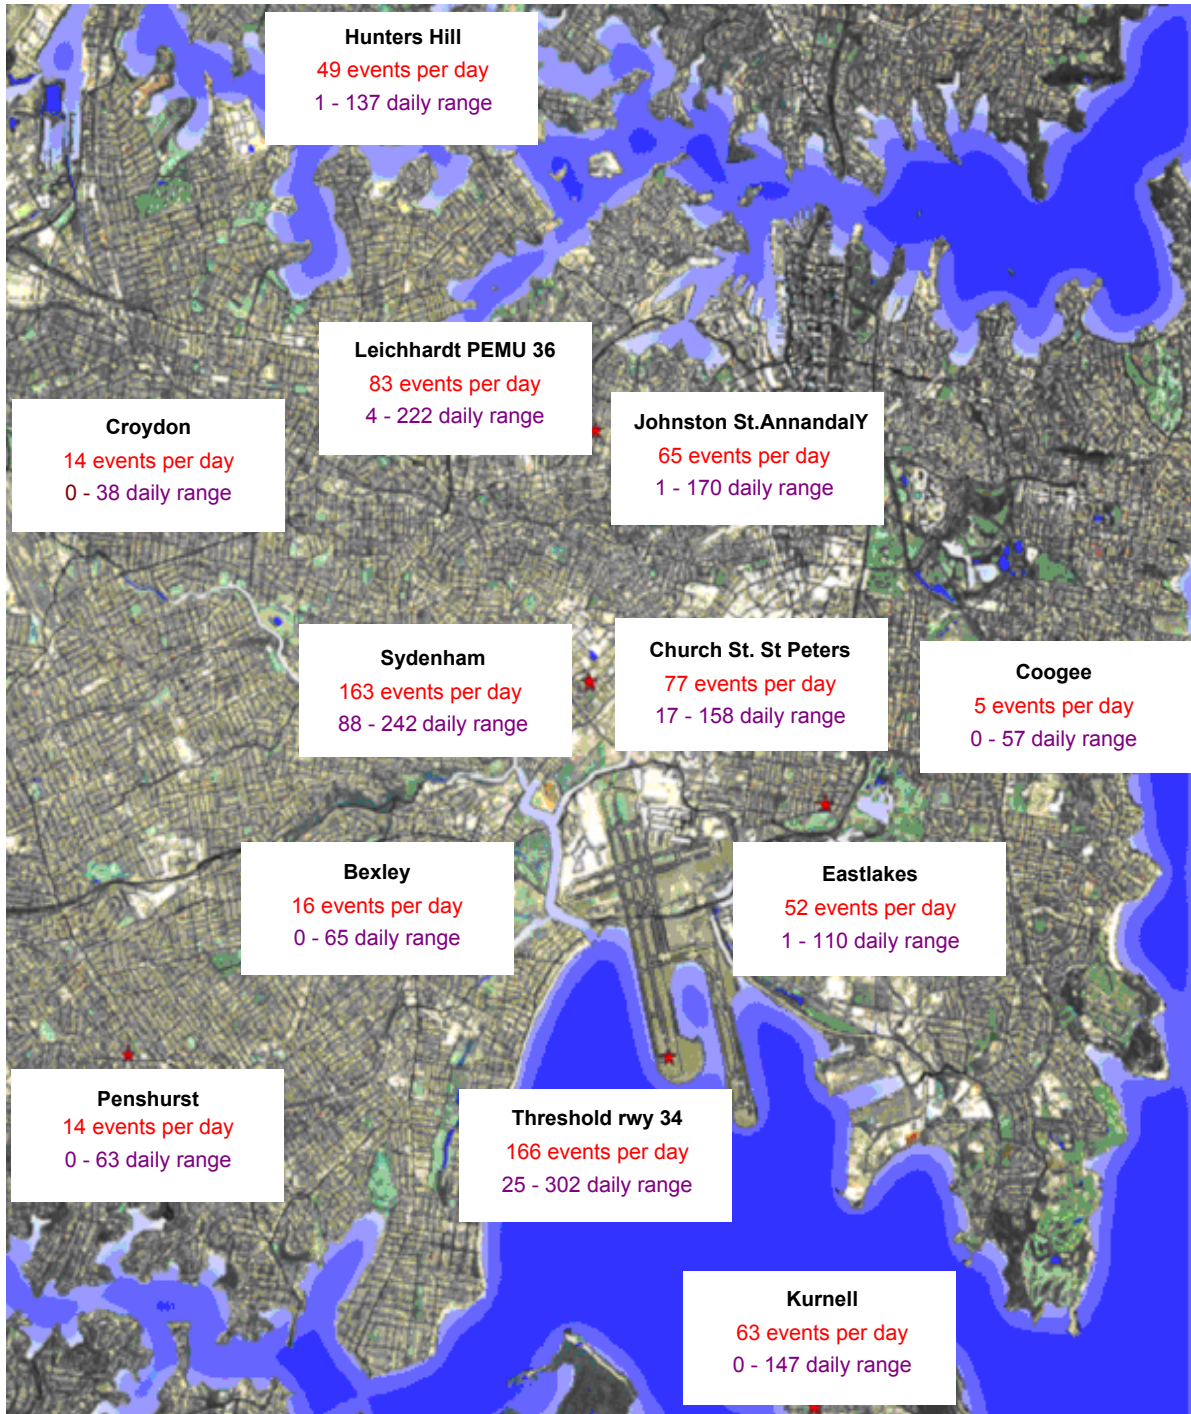 Hunters Hill
49 events per day
1 - 137 daily range
Leichhardt PEMU 36
83 events per day
4 - 222 daily range
Croydon
14 events per day
0 - 38 daily range
Johnston St.AnnandalY
65 events per day
1 - 170 daily range
Sydenham
163 events per day
88 - 242 daily range
Church St. St Peters
77 events per day
17 - 158 daily range
Coogee
5 events per day
0 - 57 daily range
Bexley
16 events per day
0 - 65 daily range
Eastlakes
52 events per day
1 - 110 daily range
Penshurst
14 events per day
0 - 63 daily range
Threshold rwy 34
166 events per day
25 - 302 daily range
Kurnell
63 events per day
0 - 147 daily range